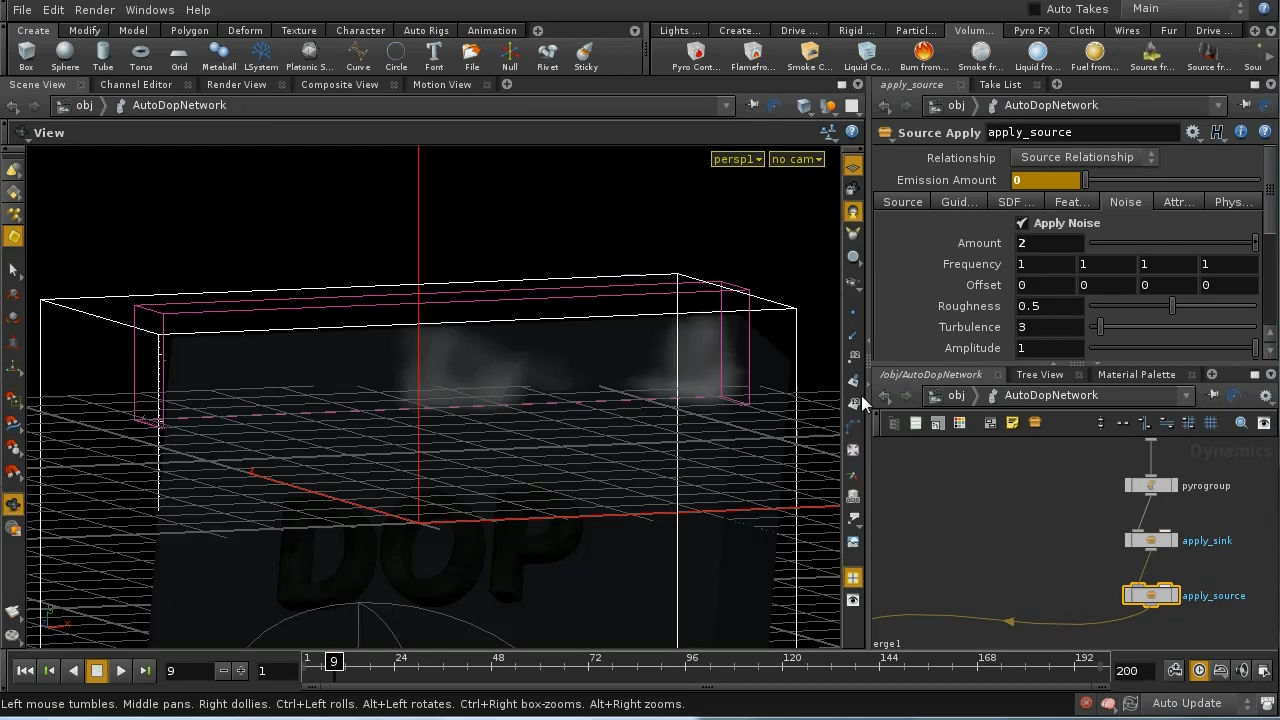 File Edit Render Windows Help Auto Takes Main
Create Modify Model Polygon Deform Texture Character Auto Rigs Animation Lights ... Create... Drive ... Rigid ... Particl... Volum... Pyro FX Cloth Wires Fur Drive ...
Box Sphere Tube Torus Grid Metaball LSystem Platonic S... Curve Circle Font File Null Rivet Sticky Pyro Cont... Flamefro... Smoke C... Liquid Co... Burn from... Smoke fr... Liquid fro... Fuel from... Source fr... Source fr... Sou
Scene View Channel Editor Render View Composite View Motion View apply_source Take List
obj AutoDopNetwork obj AutoDopNetwork
View Source Apply apply_source
persp1 no cam
Relationship Source Relationship
Emission Amount 0
Source Guid... SDF ... Feat... Noise Attr... Phys...
Apply Noise
Amount 2
Frequency 1 1 1 1
Offset 0 0 0 0
Roughness 0.5
Turbulence 3
Amplitude 1
/obj/AutoDopNetwork Tree View Material Palette
obj AutoDopNetwork
Dynamics
pyrogroup
apply_sink
apply_source
erge1
DOP
9 1 1 9 24 48 72 96 120 144 168 192 200
Left mouse tumbles. Middle pans. Right dollies. Ctrl+Left rolls. Alt+Left rotates. Ctrl+Right box-zooms. Alt+Right zooms. Auto Update